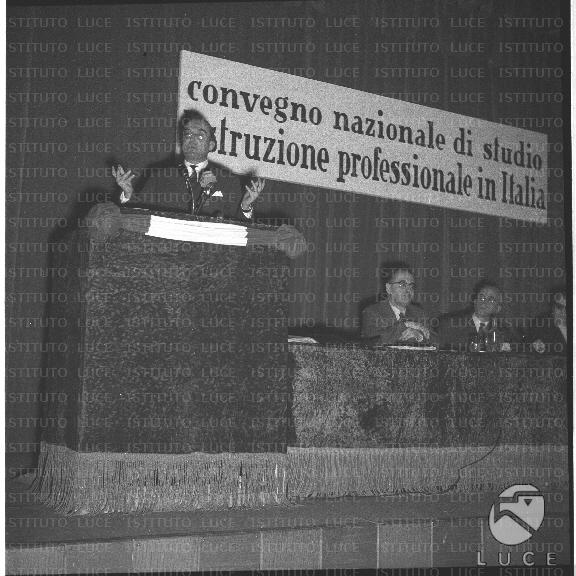 convegno nazionale di studio
struzione professionale in Italia
LUCE